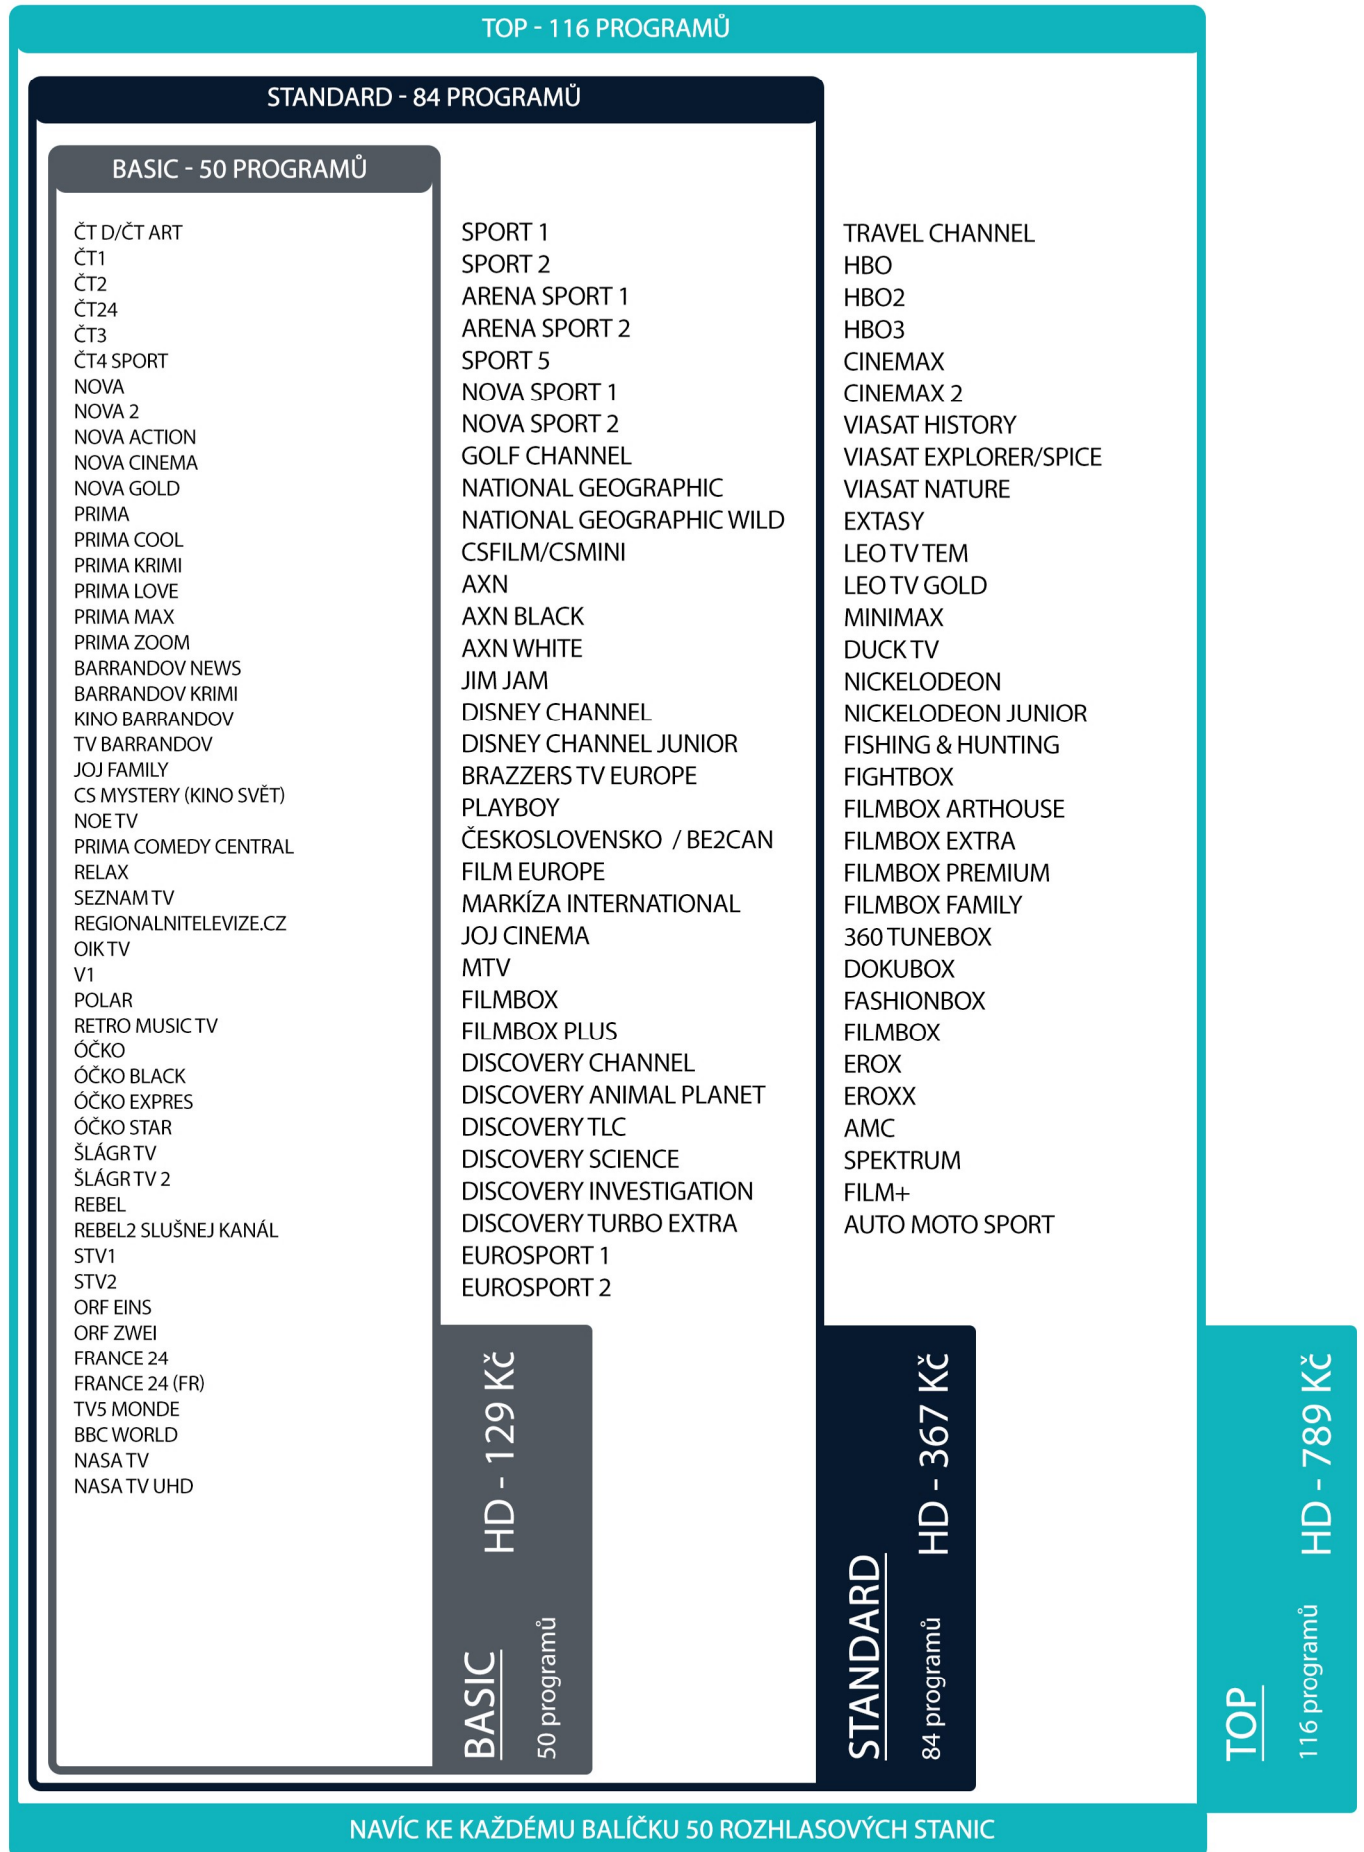 TOP - 116 PROGRAMŮ
STANDARD - 84 PROGRAMŮ
BASIC - 50 PROGRAMŮ
ČT D/ČT ART
ČT1
ČT2
ČT24
ČT3
ČT4 SPORT
NOVA
NOVA 2
NOVA ACTION
NOVA CINEMA
NOVA GOLD
PRIMA
PRIMA COOL
PRIMA KRIMI
PRIMA LOVE
PRIMA MAX
PRIMA ZOOM
BARRANDOV NEWS
BARRANDOV KRIMI
KINO BARRANDOV
TV BARRANDOV
JOJ FAMILY
CS MYSTERY (KINO SVĚT)
NOE TV
PRIMA COMEDY CENTRAL
RELAX
SEZNAM TV
REGIONALNITELEVIZE.CZ
OIK TV
V1
POLAR
RETRO MUSIC TV
ÓČKO
ÓČKO BLACK
ÓČKO EXPRES
ÓČKO STAR
ŠLÁGR TV
ŠLÁGR TV 2
REBEL
REBEL2 SLUŠNEJ KANÁL
STV1
STV2
ORF EINS
ORF ZWEI
FRANCE 24
FRANCE 24 (FR)
TV5 MONDE
BBC WORLD
NASA TV
NASA TV UHD
SPORT 1
SPORT 2
ARENA SPORT 1
ARENA SPORT 2
SPORT 5
NOVA SPORT 1
NOVA SPORT 2
GOLF CHANNEL
NATIONAL GEOGRAPHIC
NATIONAL GEOGRAPHIC WILD
CSFILM/CSMINI
AXN
AXN BLACK
AXN WHITE
JIM JAM
DISNEY CHANNEL
DISNEY CHANNEL JUNIOR
BRAZZERS TV EUROPE
PLAYBOY
ČESKOSLOVENSKO / BE2CAN
FILM EUROPE
MARKÍZA INTERNATIONAL
JOJ CINEMA
MTV
FILMBOX
FILMBOX PLUS
DISCOVERY CHANNEL
DISCOVERY ANIMAL PLANET
DISCOVERY TLC
DISCOVERY SCIENCE
DISCOVERY INVESTIGATION
DISCOVERY TURBO EXTRA
EUROSPORT 1
EUROSPORT 2
TRAVEL CHANNEL
HBO
HBO2
HBO3
CINEMAX
CINEMAX 2
VIASAT HISTORY
VIASAT EXPLORER/SPICE
VIASAT NATURE
EXTASY
LEO TV TEM
LEO TV GOLD
MINIMAX
DUCK TV
NICKELODEON
NICKELODEON JUNIOR
FISHING & HUNTING
FIGHTBOX
FILMBOX ARTHOUSE
FILMBOX EXTRA
FILMBOX PREMIUM
FILMBOX FAMILY
360 TUNEBOX
DOKUBOX
FASHIONBOX
FILMBOX
EROX
EROXX
AMC
SPEKTRUM
FILM+
AUTO MOTO SPORT
BASIC
50 programů HD - 129 Kč
STANDARD
84 programů HD - 367 Kč
TOP
116 programů HD - 789 Kč
NAVÍC KE KAŽDÉMU BALÍČKU 50 ROZHLASOVÝCH STANIC